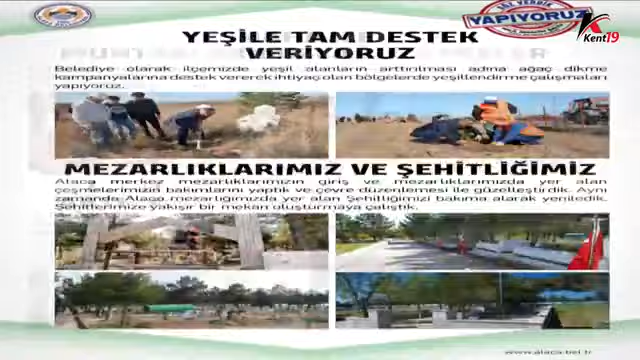 SÖZ VERDİK
YAPIYORUZ
Kent19
YEŞİLE TAM DESTEK
VERİYORUZ
Belediye olarak ilçemizde yeşil alanların arttırılması adına ağaç dikme
kampanyalarına destek vererek ihtiyaç olan bölgelerde yeşillendirme çalışmaları
yapıyoruz.
MEZARLIKLARIMIZ VE ŞEHİTLİĞİMİZ
Alaca merkez mezarlıklarımızın giriş ve mezarlıklarımızda yer alan
çeşmelerimizin bakımlarını yaptık ve çevre düzenlemesi ile güzelleştirdik. Aynı
zamanda Alaca mezarlığımızda yer alan Şehitliğimizi bakıma alarak yeniledik.
Şehitlerimize yakışır bir mekan oluşturmaya çalıştık.
www.alaca.bel.tr